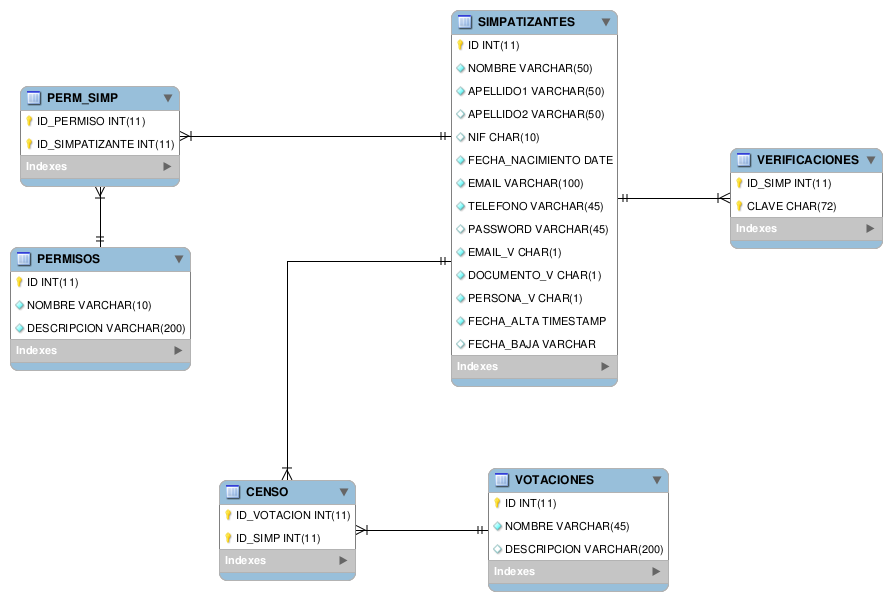 SIMPATIZANTES
ID INT(11)
NOMBRE VARCHAR(50)
APELLIDO1 VARCHAR(50)
APELLIDO2 VARCHAR(50)
NIF CHAR(10)
FECHA_NACIMIENTO DATE
EMAIL VARCHAR(100)
TELEFONO VARCHAR(45)
PASSWORD VARCHAR(45)
EMAIL_V CHAR(1)
DOCUMENTO_V CHAR(1)
PERSONA_V CHAR(1)
FECHA_ALTA TIMESTAMP
FECHA_BAJA VARCHAR
Indexes
PERM_SIMP
ID_PERMISO INT(11)
ID_SIMPATIZANTE INT(11)
Indexes
VERIFICACIONES
ID_SIMP INT(11)
CLAVE CHAR(72)
Indexes
PERMISOS
ID INT(11)
NOMBRE VARCHAR(10)
DESCRIPCION VARCHAR(200)
Indexes
CENSO
ID_VOTACION INT(11)
ID_SIMP INT(11)
Indexes
VOTACIONES
ID INT(11)
NOMBRE VARCHAR(45)
DESCRIPCION VARCHAR(200)
Indexes